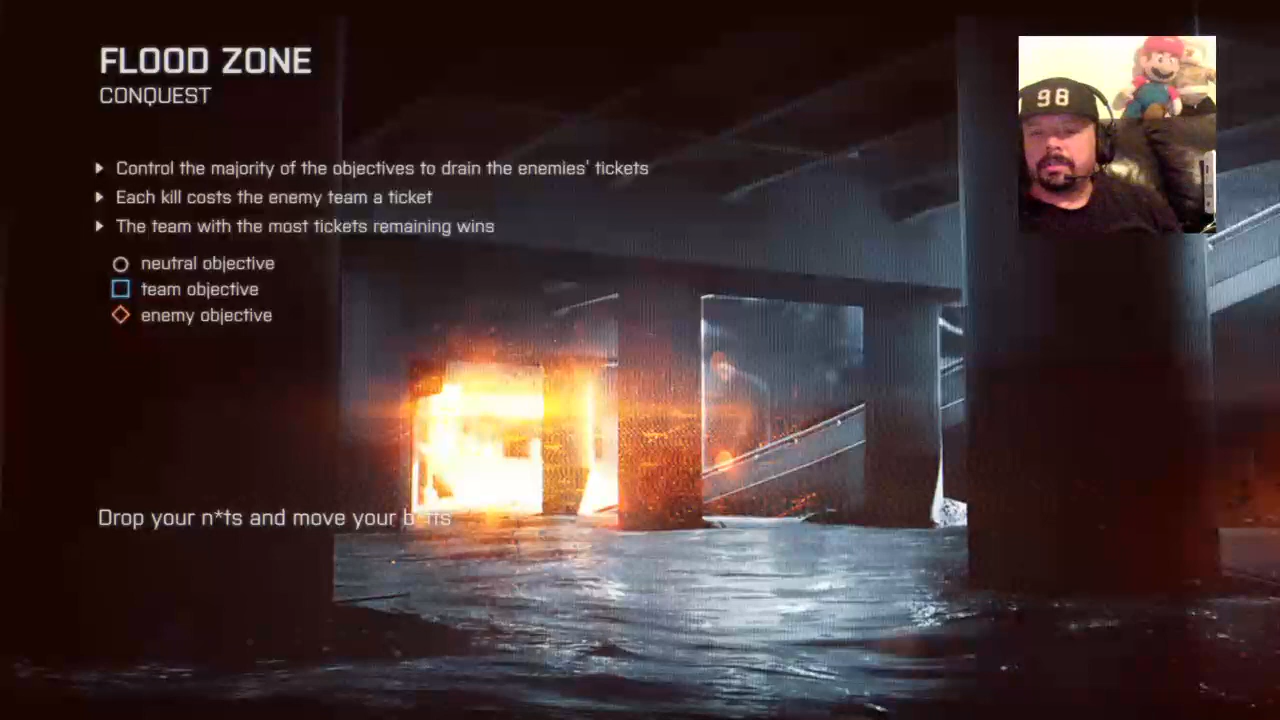 FLOOD ZONE
CONQUEST
Control the majority of the objectives to drain the enemies' tickets
Each kill costs the enemy team a ticket
The team with the most tickets remaining wins
neutral objective
team objective
enemy objective
Drop your n*ts and move your b*tts
98